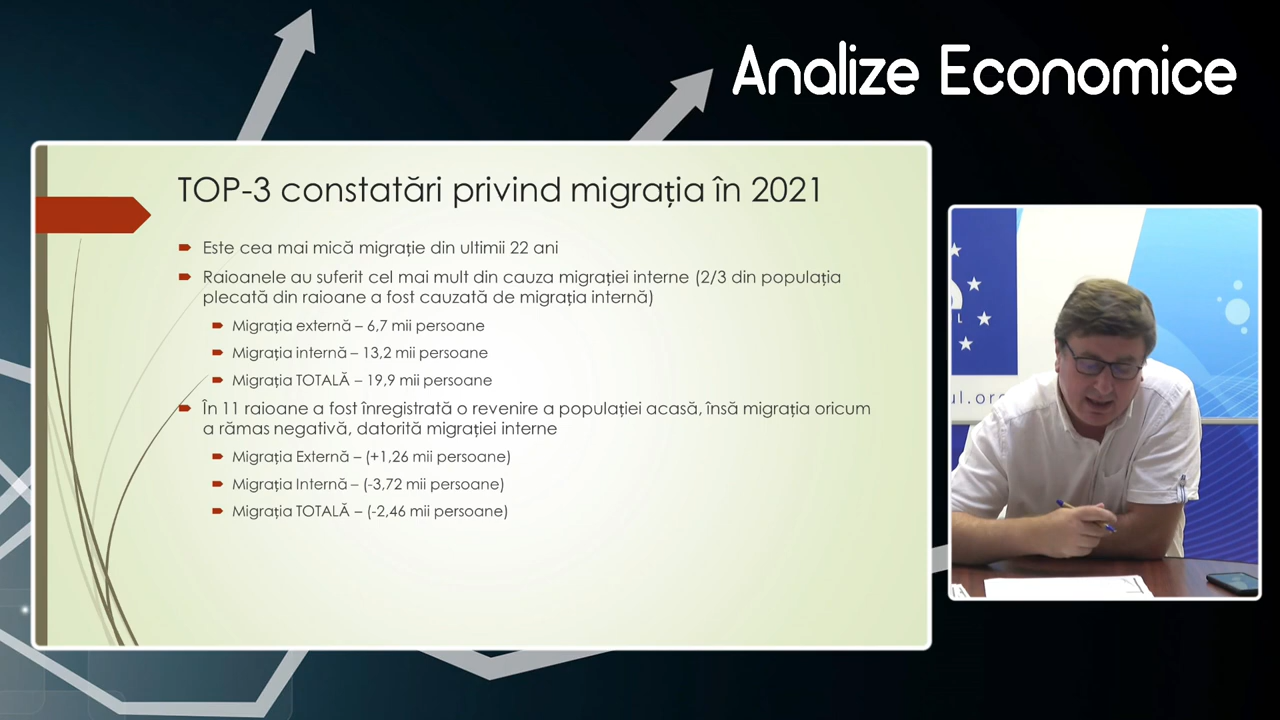 Analize Economice
TOP-3 constatări privind migrația în 2021
Este cea mai mică migrație din ultimii 22 ani
Raioanele au suferit cel mai mult din cauza migrației interne (2/3 din populația
plecată din raioane a fost cauzată de migrația internă)
Migrația externă – 6,7 mii persoane
Migrația internă – 13,2 mii persoane
Migrația TOTALĂ – 19,9 mii persoane
În 11 raioane a fost înregistrată o revenire a populației acasă, însă migrația oricum
a rămas negativă, datorită migrației interne
Migrația Externă – (+1,26 mii persoane)
Migrația Internă – (-3,72 mii persoane)
Migrația TOTALĂ – (-2,46 mii persoane)